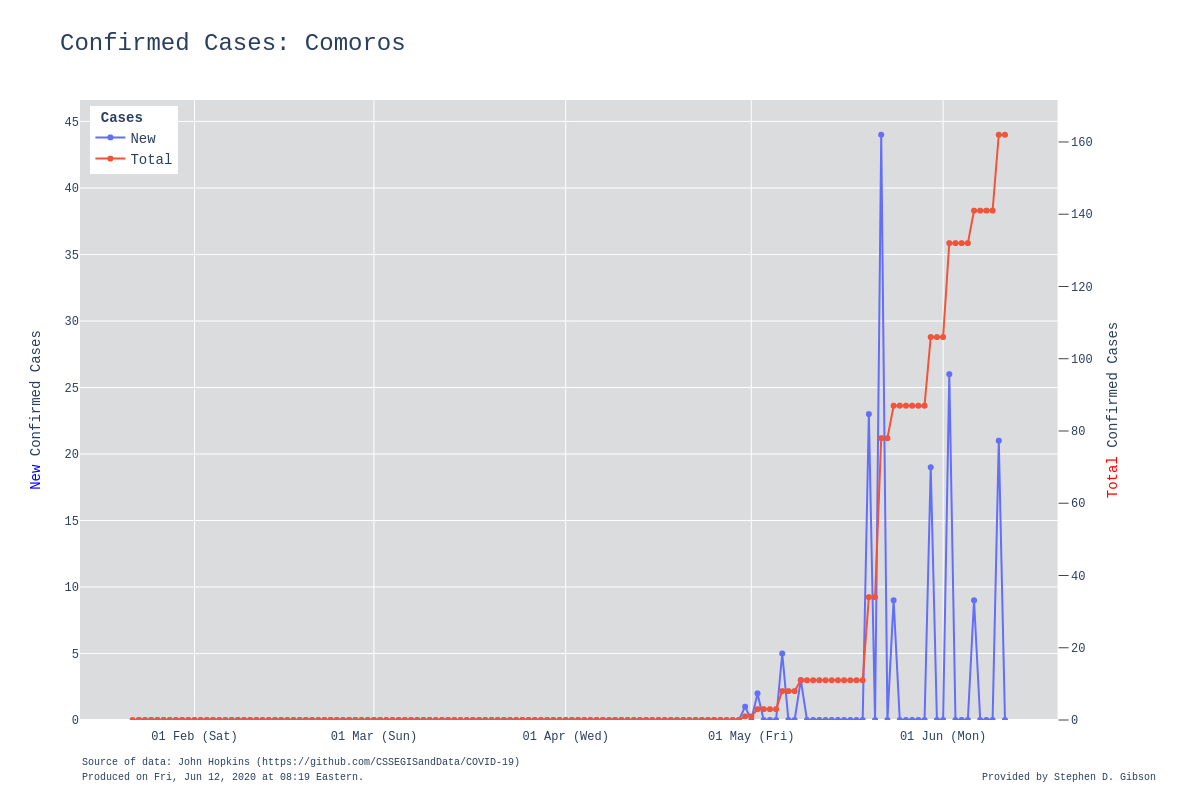 Confirmed Cases: Comoros
Cases
New
Total
45
40
35
30
25
20
15
10
5
0
New Confirmed Cases
160
140
120
100
80
60
40
20
0
Total Confirmed Cases
01 Feb (Sat)
01 Mar (Sun)
01 Apr (Wed)
01 May (Fri)
01 Jun (Mon)
Source of data: John Hopkins (https://github.com/CSSEGISandData/COVID-19)
Produced on Fri, Jun 12, 2020 at 08:19 Eastern.
Provided by Stephen D. Gibson